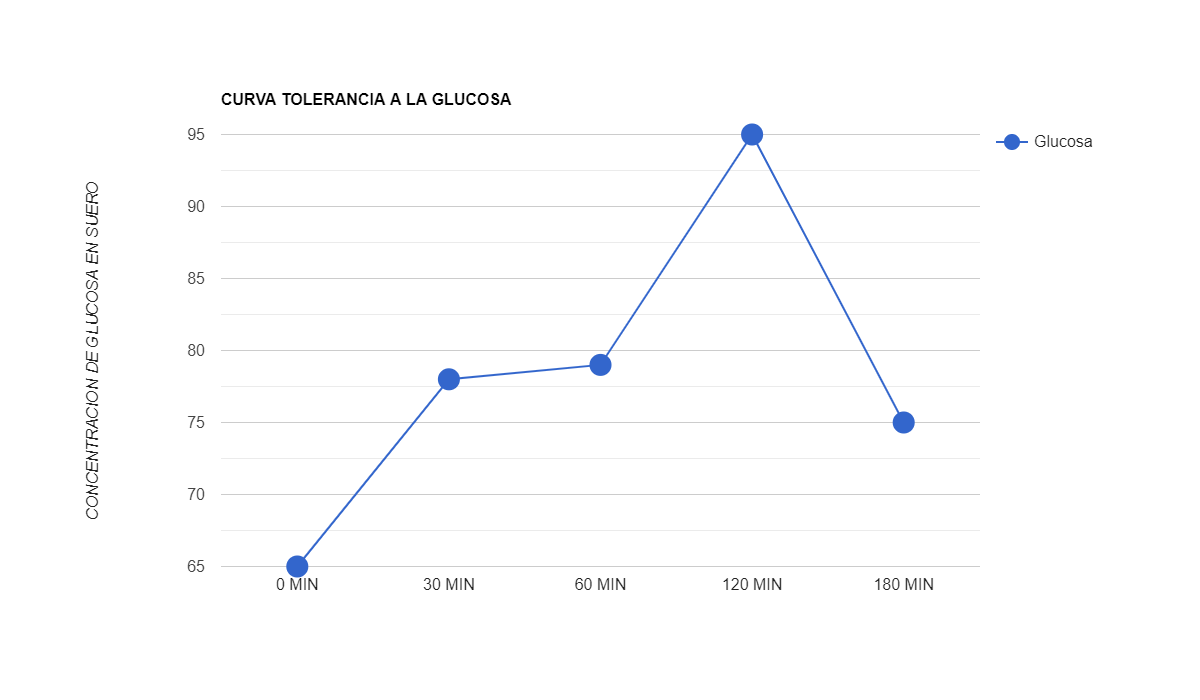 CURVA TOLERANCIA A LA GLUCOSA
Glucosa
CONCENTRACION DE GLUCOSA EN SUERO
95
90
85
80
75
70
65
0 MIN
30 MIN
60 MIN
120 MIN
180 MIN